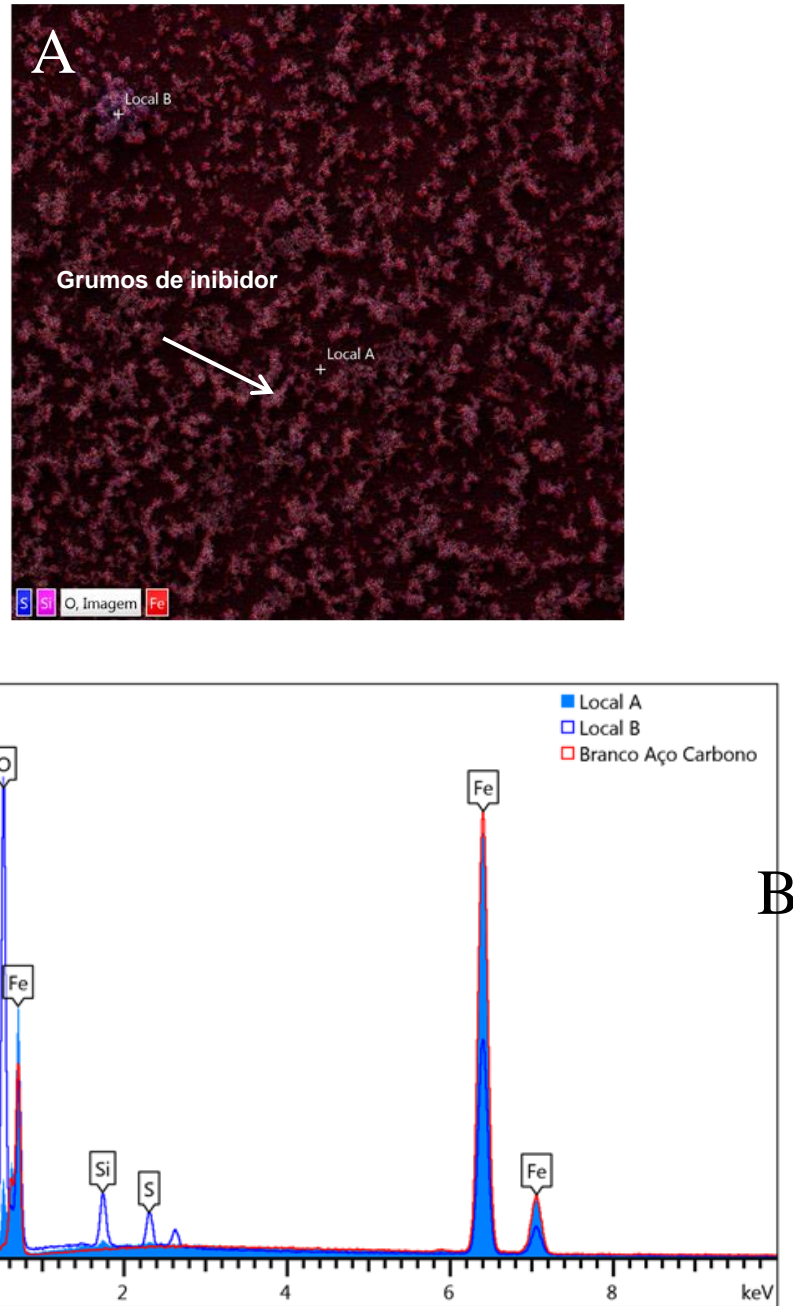 A
Local B
Grumos de inibidor
Local A
S Si O, Imagem Fe
Local A
Local B
Branco Aço Carbono
O
Fe
Fe
B
Si
S
Fe
2 4 6 8 keV